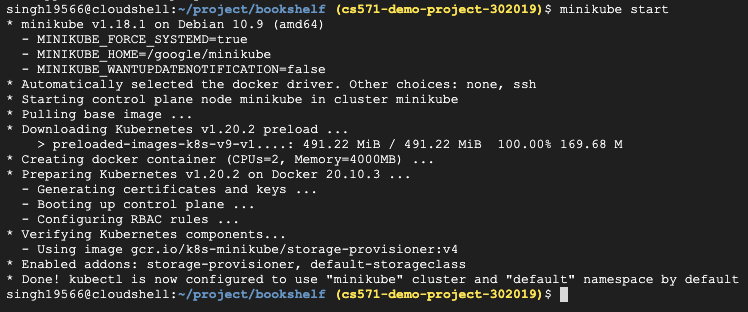 singh19566@cloudshell:~/project/bookshelf (cs571-demo-project-302019)$ minikube start
* minikube v1.18.1 on Debian 10.9 (amd64)
  - MINIKUBE_FORCE_SYSTEMD=true
  - MINIKUBE_HOME=/google/minikube
  - MINIKUBE_WANTUPDATENOTIFICATION=false
* Automatically selected the docker driver. Other choices: none, ssh
* Starting control plane node minikube in cluster minikube
* Pulling base image ...
* Downloading Kubernetes v1.20.2 preload ...
    > preloaded-images-k8s-v9-v1....: 491.22 MiB / 491.22 MiB  100.00% 169.68 M
* Creating docker container (CPUs=2, Memory=4000MB) ...
* Preparing Kubernetes v1.20.2 on Docker 20.10.3 ...
  - Generating certificates and keys ...
  - Booting up control plane ...
  - Configuring RBAC rules ...
* Verifying Kubernetes components...
  - Using image gcr.io/k8s-minikube/storage-provisioner:v4
* Enabled addons: storage-provisioner, default-storageclass
* Done! kubectl is now configured to use "minikube" cluster and "default" namespace by default
singh19566@cloudshell:~/project/bookshelf (cs571-demo-project-302019)$